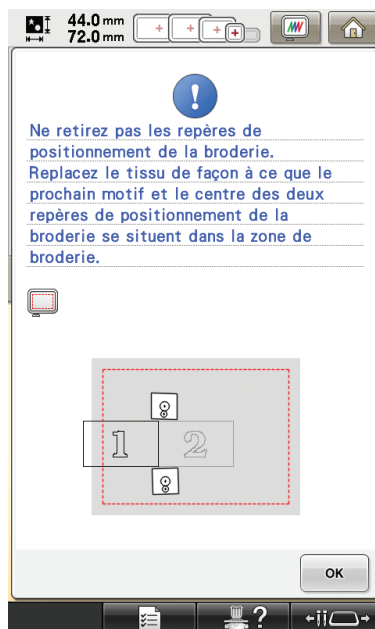 44.0 mm
72.0 mm
Ne retirez pas les repères de
positionnement de la broderie.
Replacez le tissu de façon à ce que le
prochain motif et le centre des deux
repères de positionnement de la
broderie se situent dans la zone de
broderie.
1 2
OK
?